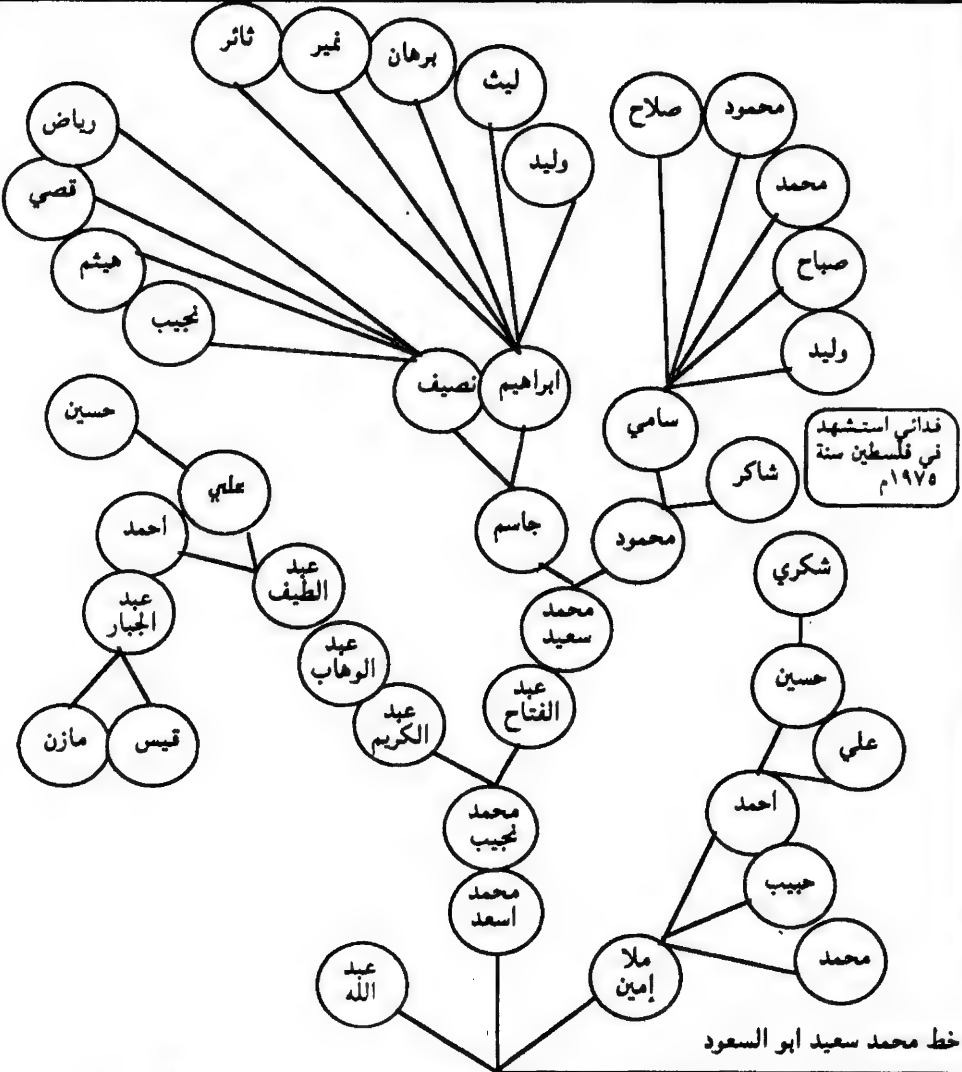 ثائر
نمير
برهان
ليث
وليد
صلاح
محمود
محمد
صباح
وليد
رياض
قصي
هيثم
نجيب
نصيف
ابراهيم
سامي
شاكر
فدائي استشهد
في فلسطين سنة
١٩٧٥م
حسين
علي
احمد
عبد
الطيف
عبد
الجبار
مازن
قيس
عبد
الوهاب
عبد
الكريم
جاسم
محمود
محمد
سعيد
عبد
الفتاح
شكري
حسين
علي
احمد
حبيب
محمد
محمد
نجيب
محمد
اسعد
عبد
الله
ملا
إمين
خط محمد سعيد ابو السعود